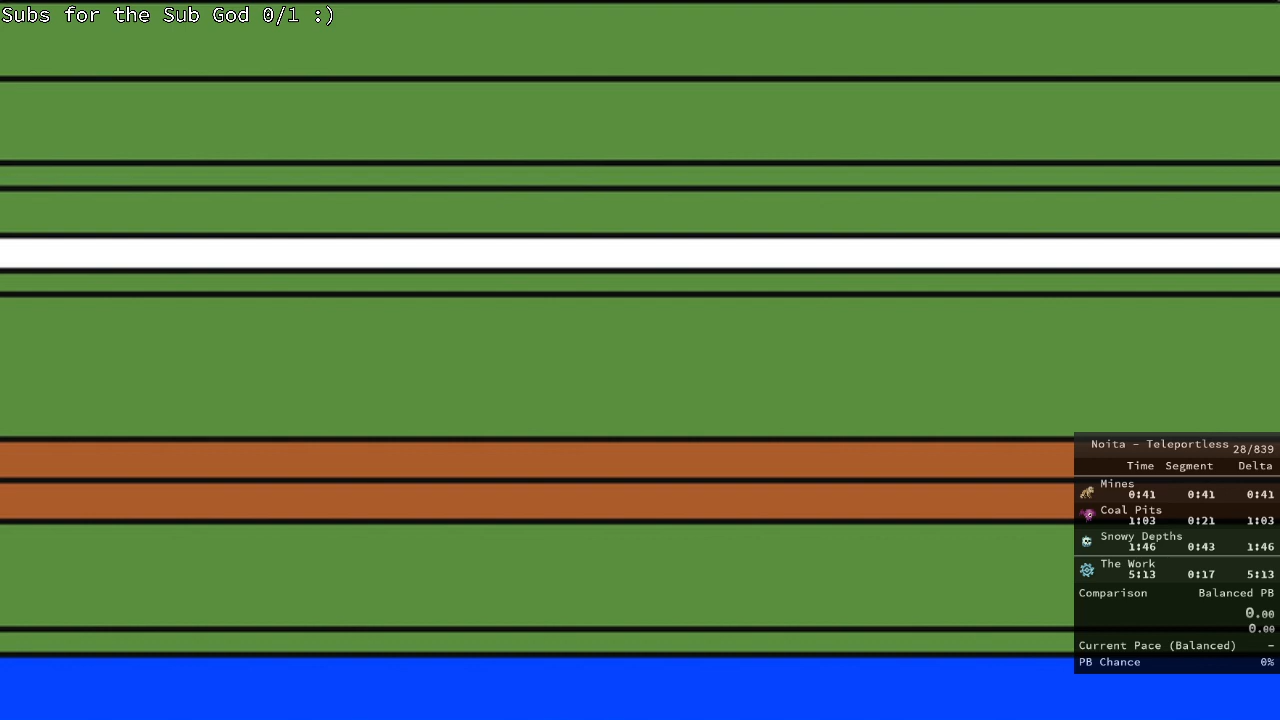 Subs for the Sub God 0/1 :)
Noita - Teleportless 28/839
Time Segment Delta
Mines
0:41 0:41 0:41
Coal Pits
1:03 0:21 1:03
Snowy Depths
1:46 0:43 1:46
The Work
5:13 0:17 5:13
Comparison Balanced PB
0.00
0.00
Current Pace (Balanced) -
PB Chance 0%